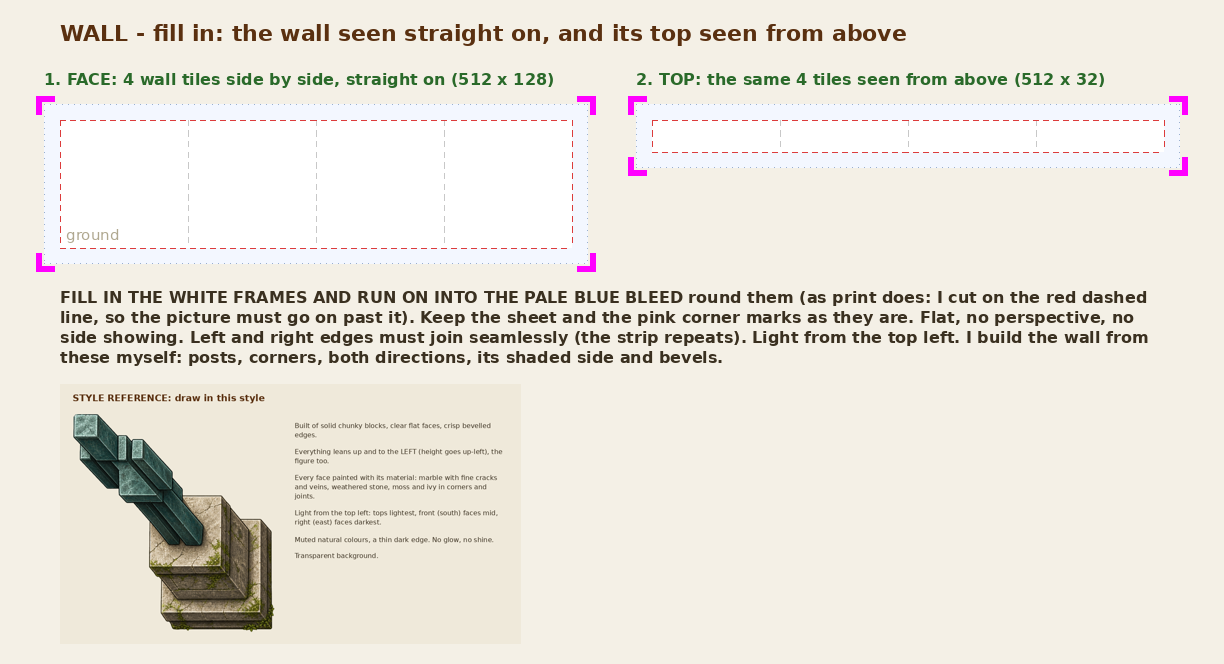 WALL - fill in: the wall seen straight on, and its top seen from above
1. FACE: 4 wall tiles side by side, straight on (512 x 128)
2. TOP: the same 4 tiles seen from above (512 x 32)
ground
FILL IN THE WHITE FRAMES AND RUN ON INTO THE PALE BLUE BLEED round them (as print does: I cut on the red dashed
line, so the picture must go on past it). Keep the sheet and the pink corner marks as they are. Flat, no perspective, no
side showing. Left and right edges must join seamlessly (the strip repeats). Light from the top left. I build the wall from
these myself: posts, corners, both directions, its shaded side and bevels.
STYLE REFERENCE: draw in this style
Built of solid chunky blocks, clear flat faces, crisp bevelled
edges.
Everything leans up and to the LEFT (height goes up-left), the
figure too.
Every face painted with its material: marble with fine cracks
and veins, weathered stone, moss and ivy in corners and
joints.
Light from the top left: tops lightest, front (south) faces mid,
right (east) faces darkest.
Muted natural colours, a thin dark edge. No glow, no shine.
Transparent background.